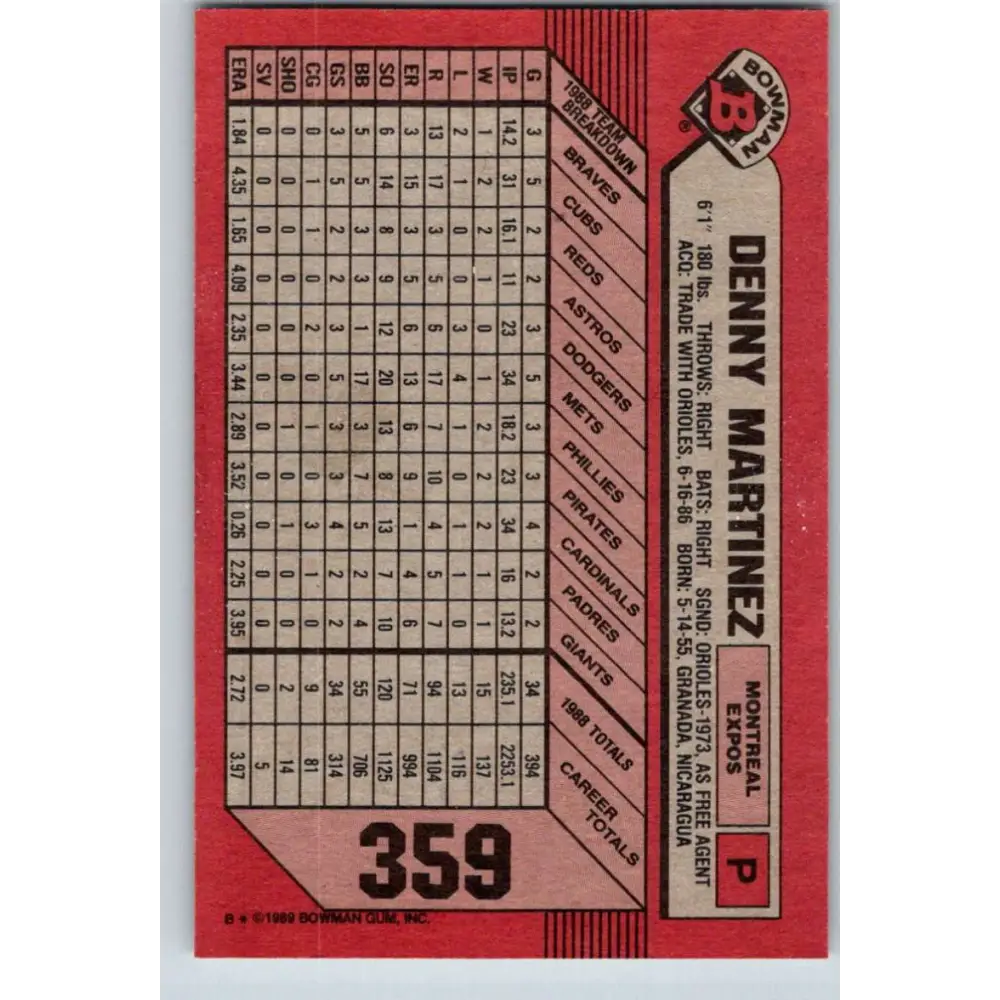 BOWMAN
B
®
DENNY MARTINEZ
MONTREAL
EXPOS
P
6'1" 180 lbs. THROWS: RIGHT BATS: RIGHT SGND: ORIOLES-1973, AS FREE AGENT
ACQ: TRADE WITH ORIOLES, 6-16-86 BORN: 5-14-55, GRANADA, NICARAGUA
1988 TEAM
BREAKDOWN
BRAVES
CUBS
REDS
ASTROS
DODGERS
METS
PHILLIES
PIRATES
CARDINALS
PADRES
GIANTS
1988 TOTALS
CAREER
TOTALS
G 3 5 2 2 3 5 3 3 4 2 2 34 394
IP 14.2 31 16.1 11 23 34 18.2 23 34 16 13.2 235.1 2253.1
W 1 2 2 1 0 1 2 2 2 1 1 15 137
L 2 1 0 0 3 4 1 0 1 1 0 13 116
R 13 17 3 5 6 17 7 10 4 5 7 94 1104
ER 3 15 3 5 6 13 6 9 1 4 6 71 994
SO 6 14 8 9 12 20 13 8 13 7 10 120 1125
BB 5 5 3 3 1 17 3 7 5 2 4 55 706
GS 3 5 2 2 3 5 3 3 4 2 2 34 314
CG 0 1 1 0 2 0 1 0 3 1 0 9 81
SHO 0 0 0 0 0 0 1 0 1 0 0 2 14
SV 0 0 0 0 0 0 0 0 0 0 0 0 5
ERA 1.84 4.35 1.65 4.09 2.35 3.44 2.89 3.52 0.26 2.25 3.95 2.72 3.97
359
B * ©1989 BOWMAN GUM, INC.